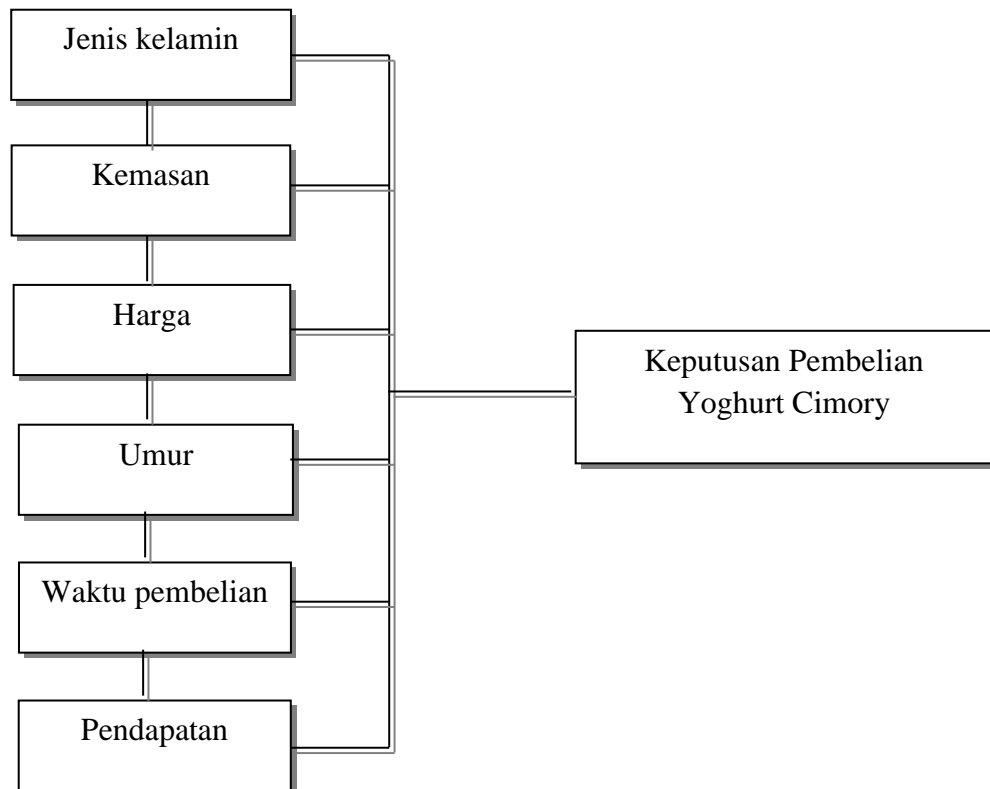 Jenis kelamin
Kemasan
Harga
Umur
Waktu pembelian
Pendapatan
Keputusan Pembelian
Yoghurt Cimory